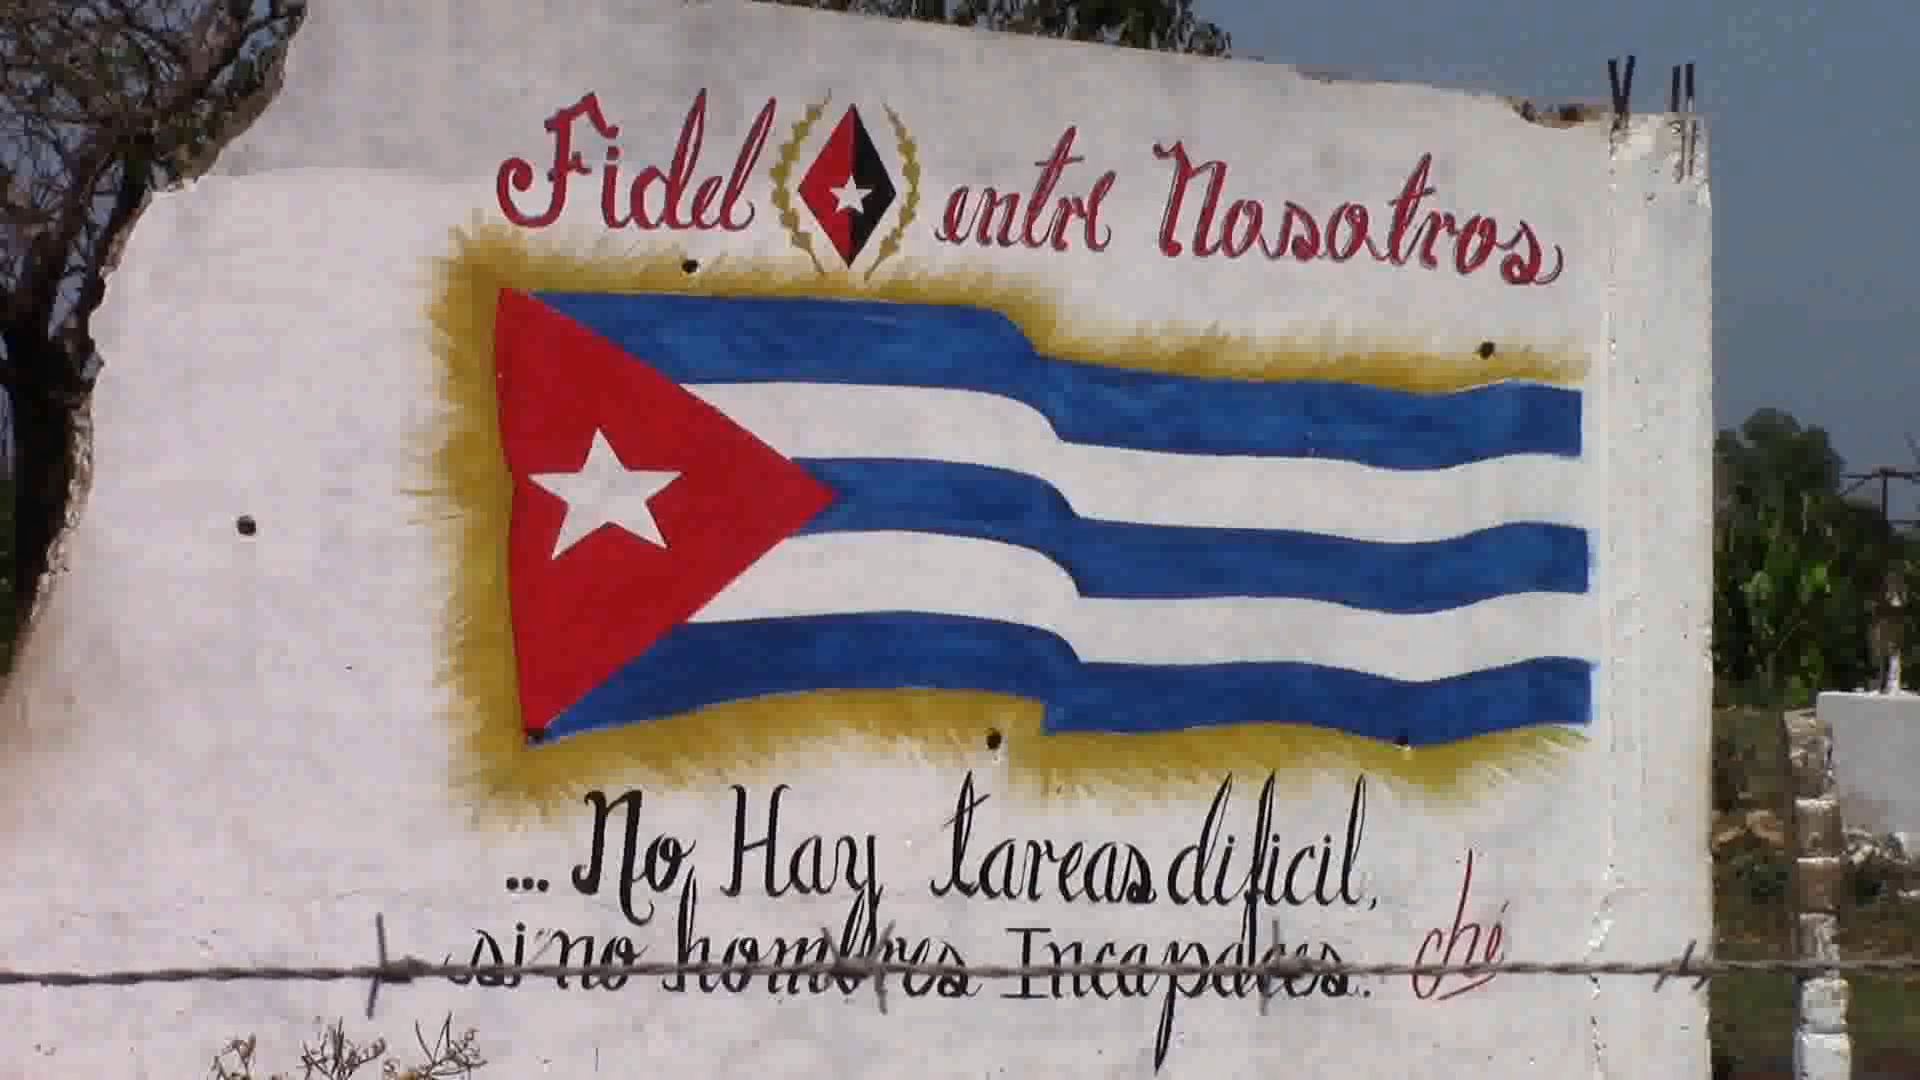 Fidel entre Nosotros
... No Hay tareas dificil,
si no hombres Incapaces. ché